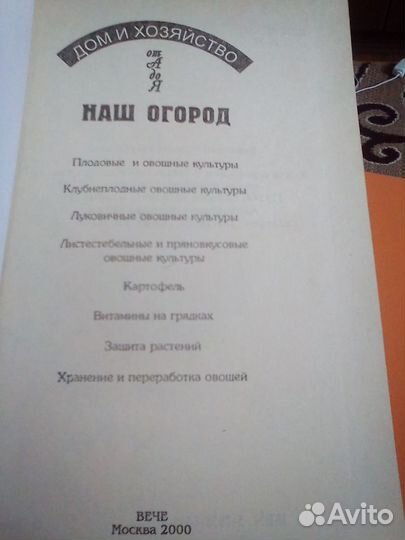 ДОМ И ХОЗЯЙСТВО
от
А
до
Я
НАШ ОГОРОД
Плодовые и овощные культуры
Клубнеплодные овощные культуры
Луковичные овощные культуры
Листестебельные и пряновкусовые
овощные культуры
Картофель
Витамины на грядках
Защита растений
Хранение и переработка овощей
ВЕЧЕ
Москва 2000
Avito